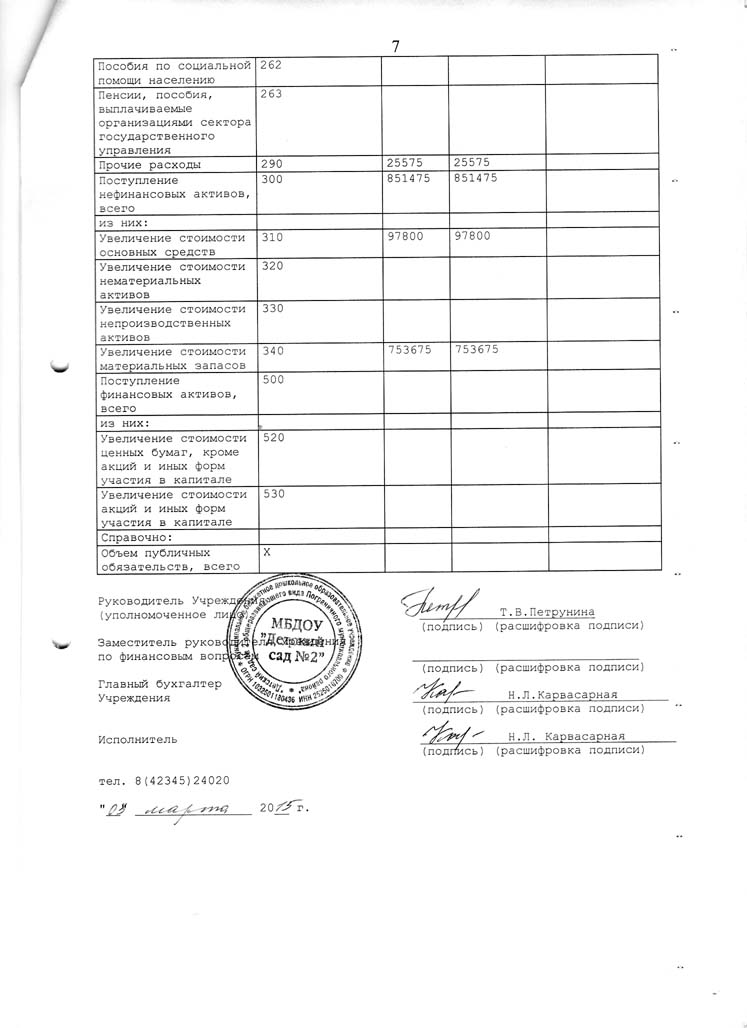 7
Пособия по социальной 262
помощи населению
Пенсии, пособия, 263
выплачиваемые
организациями сектора
государственного
управления
Прочие расходы 290 25575 25575
Поступление 300 851475 851475
нефинансовых активов,
всего
из них:
Увеличение стоимости 310 97800 97800
основных средств
Увеличение стоимости 320
нематериальных
активов
Увеличение стоимости 330
непроизводственных
активов
Увеличение стоимости 340 753675 753675
материальных запасов
Поступление 500
финансовых активов,
всего
из них:
Увеличение стоимости 520
ценных бумаг, кроме
акций и иных форм
участия в капитале
Увеличение стоимости 530
акций и иных форм
участия в капитале
Справочно:
Объем публичных X
обязательств, всего
Руководитель Учреждения
(уполномоченное лицо) Т.В.Петрунина
(подпись) (расшифровка подписи)
Заместитель руководителя Учреждения
по финансовым вопросам
(подпись) (расшифровка подписи)
Главный бухгалтер
Учреждения Н.Л.Карвасарная
(подпись) (расшифровка подписи)
Исполнитель Н.Л. Карвасарная
(подпись) (расшифровка подписи)
МБДОУ
"Детский
сад №2"
ОГРН 1032501180436 ИНН 2525010200
тел. 8(42345)24020
"03" марта 2015 г.